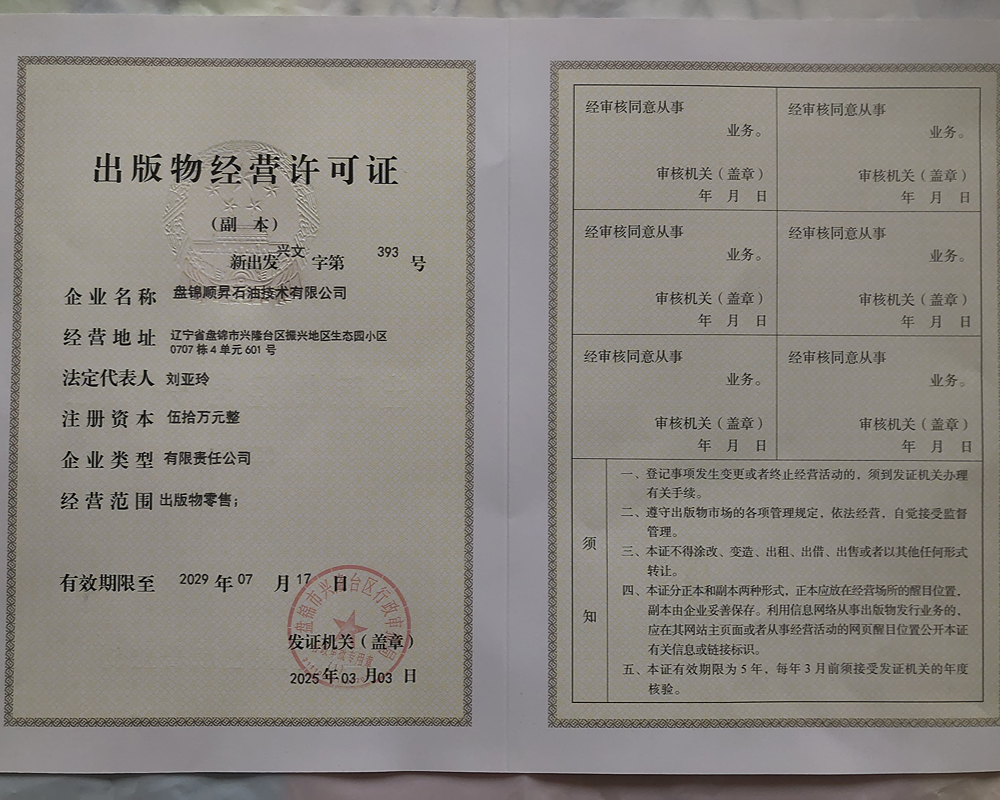 出版物经营许可证
（副 本）
新出发 兴文 字第 393 号
企业名称 盘锦顺昇石油技术有限公司
经营地址 辽宁省盘锦市兴隆台区振兴地区生态园小区
0707 栋 4 单元 601 号
法定代表人 刘亚玲
注册资本 伍拾万元整
企业类型 有限责任公司
经营范围 出版物零售；
有效期限至 2029 年 07 月 17 日
发证机关（盖章）
2025 年 03 月 03 日
经审核同意从事
业务。
审核机关（盖章）
年 月 日
经审核同意从事
业务。
审核机关（盖章）
年 月 日
经审核同意从事
业务。
审核机关（盖章）
年 月 日
经审核同意从事
业务。
审核机关（盖章）
年 月 日
经审核同意从事
业务。
审核机关（盖章）
年 月 日
经审核同意从事
业务。
审核机关（盖章）
年 月 日
须知
一、登记事项发生变更或者终止经营活动的，须到发证机关办理
有关手续。
二、遵守出版物市场的各项管理规定，依法经营，自觉接受监督
管理。
三、本证不得涂改、变造、出租、出借、出售或者以其他任何形式
转让。
四、本证分正本和副本两种形式，正本应放在经营场所的醒目位置，
副本由企业妥善保存。利用信息网络从事出版物发行业务的，
应在其网站主页面或者从事经营活动的网页醒目位置公开本证
有关信息或链接标识。
五、本证有效期限为 5 年，每年 3 月前须接受发证机关的年度
核验。